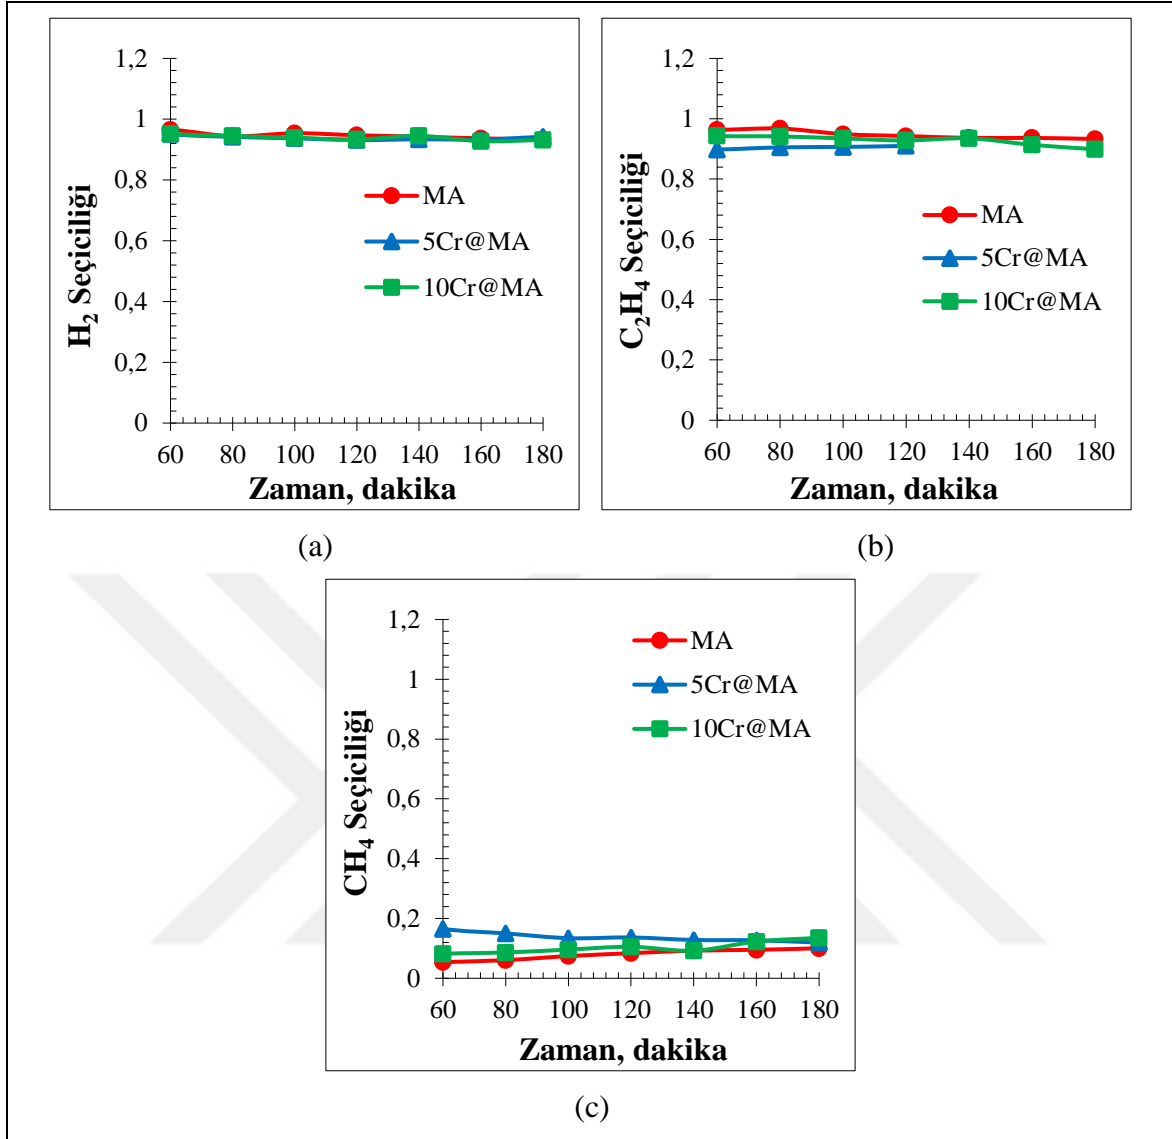 1,2
1
0,8
0,6
0,4
0,2
0
H₂ Seçiciliği
MA
5Cr@MA
10Cr@MA
60 80 100 120 140 160 180
Zaman, dakika
(a)
1,2
1
0,8
0,6
0,4
0,2
0
C₂H₄ Seçiciliği
MA
5Cr@MA
10Cr@MA
60 80 100 120 140 160 180
Zaman, dakika
(b)
1,2
1
0,8
0,6
0,4
0,2
0
CH₄ Seçiciliği
MA
5Cr@MA
10Cr@MA
60 80 100 120 140 160 180
Zaman, dakika
(c)